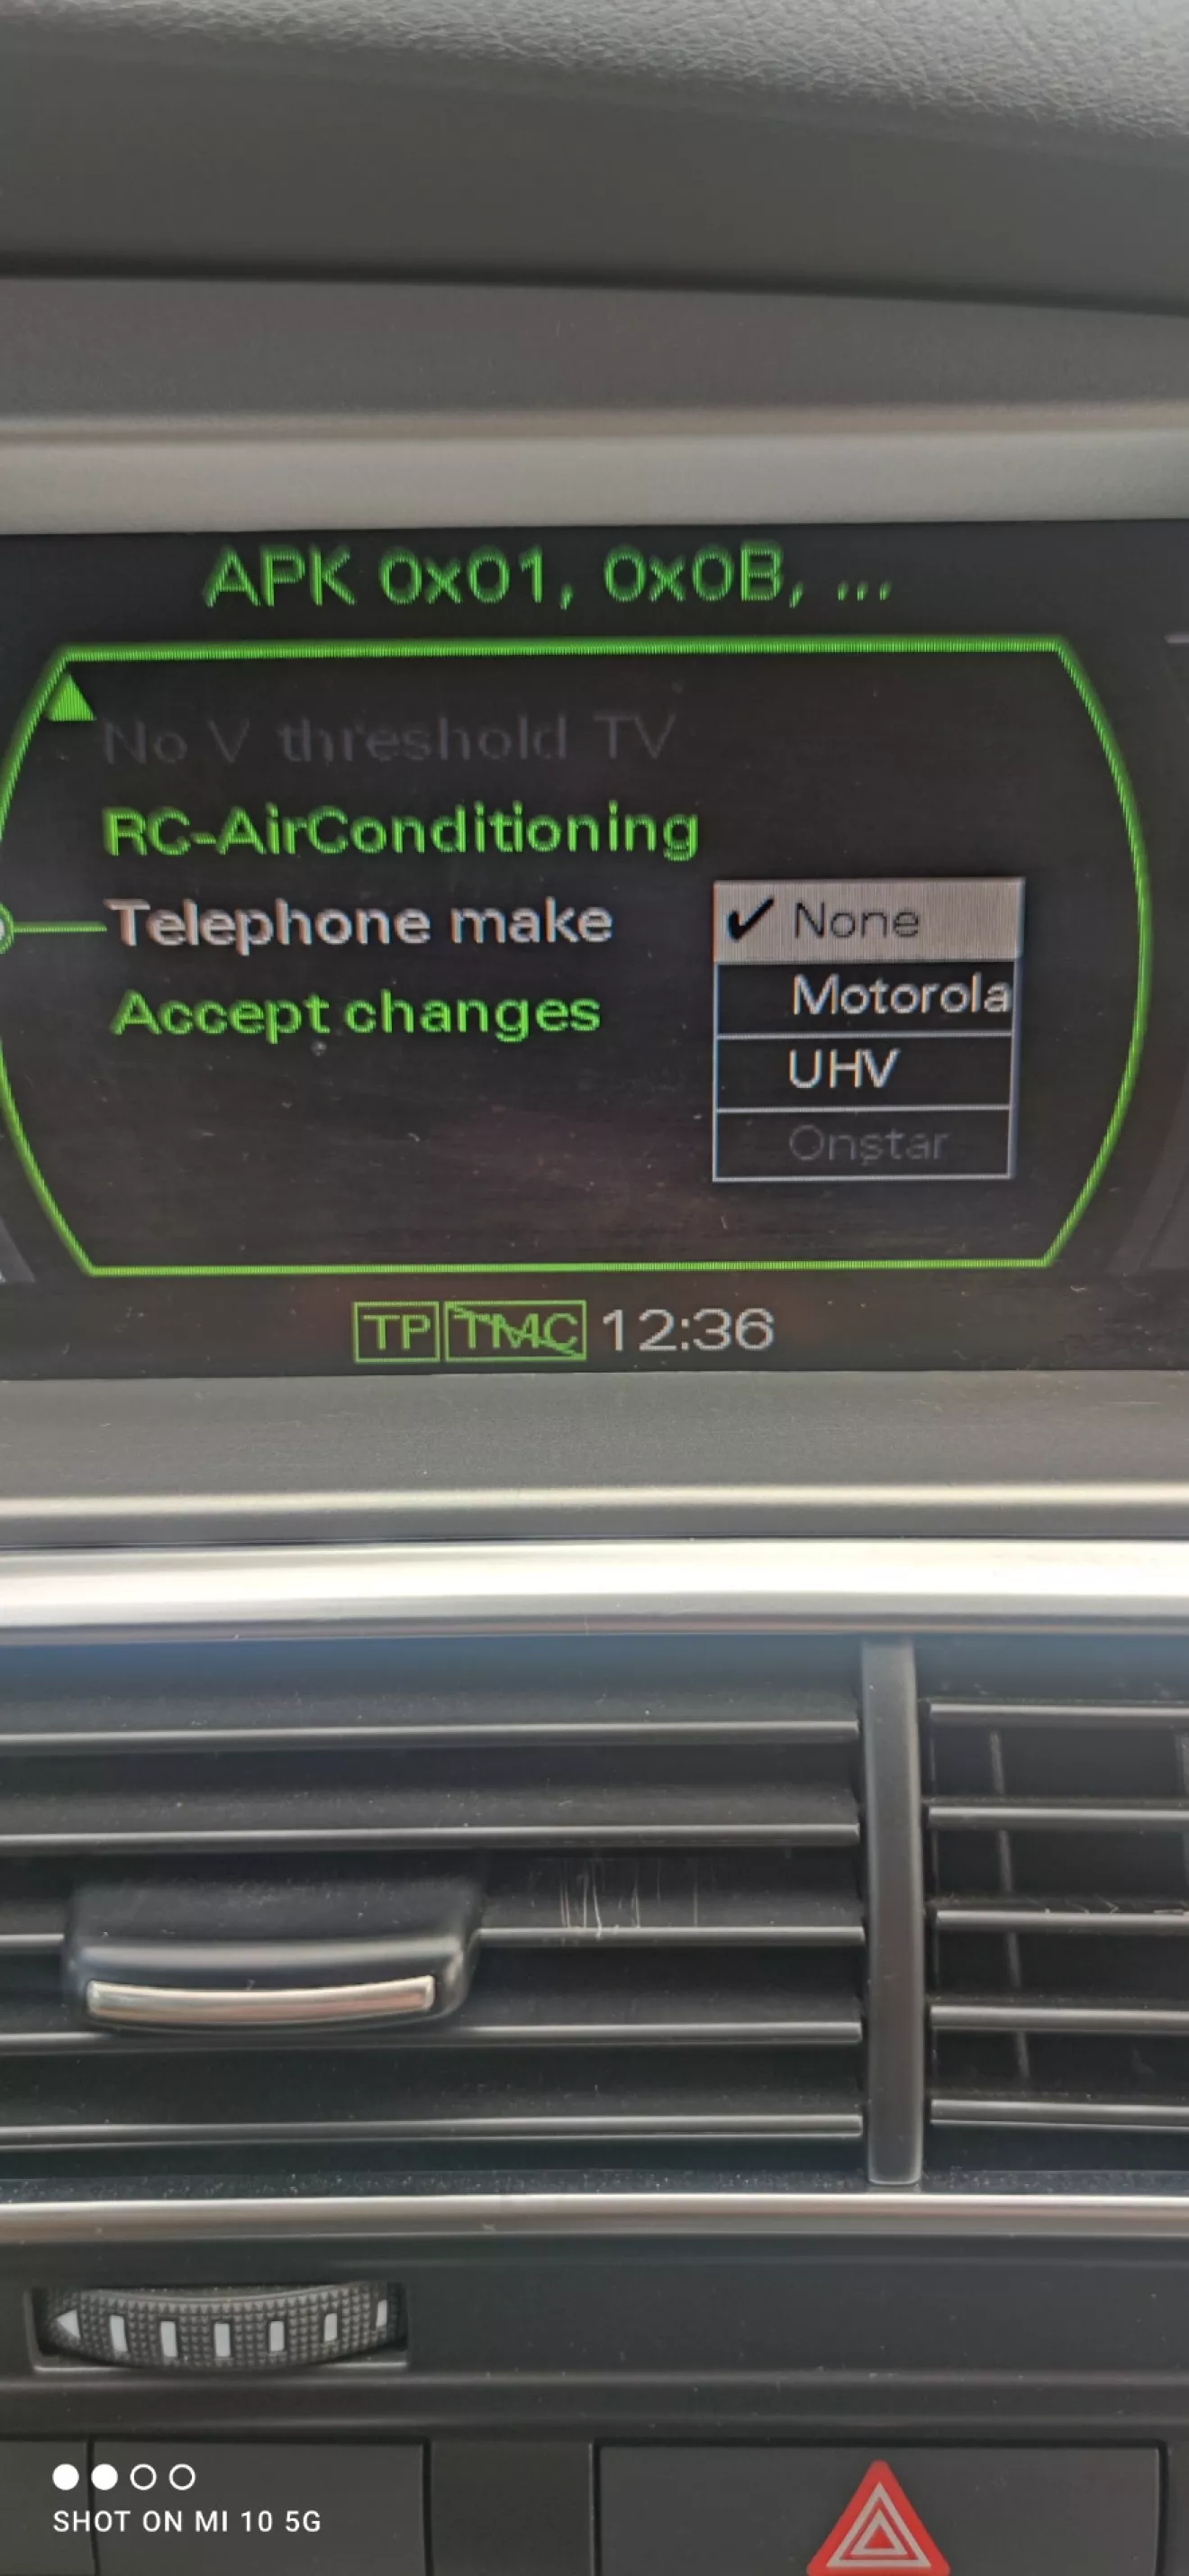 APK 0x01, 0x0B, ...
No V threshold TV
RC-AirConditioning
Telephone make
✓ None
Motorola
Accept changes
UHV
Onstar
TP TMC 12:36
SHOT ON MI 10 5G